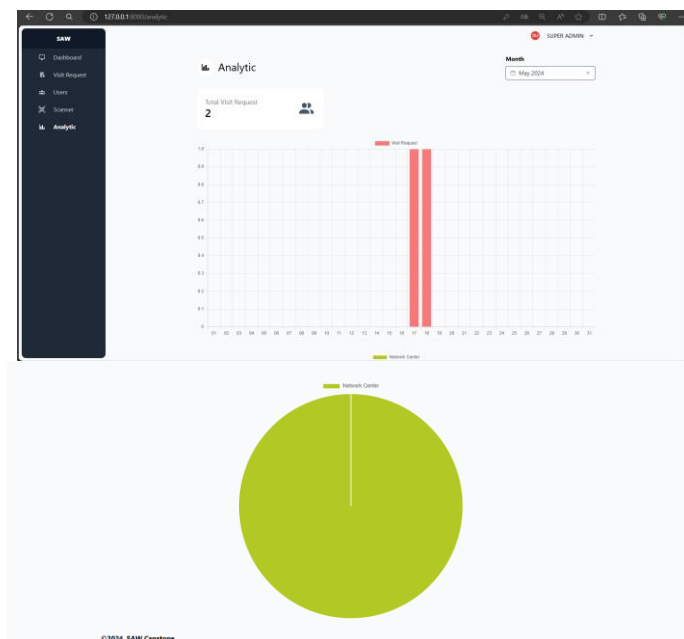 127.0.0.1:8000/analytic
SAW
SUPER ADMIN
Dashboard
Visit Request
Users
Scanner
Analytic
Analytic
Month
May 2024
Total Visit Request
2
Visit Request
1.0
0.9
0.8
0.7
0.6
0.5
0.4
0.3
0.2
0.1
0
01 02 03 04 05 06 07 08 09 10 11 12 13 14 15 16 17 18 19 20 21 22 23 24 25 26 27 28 29 30 31
Network Center
Network Center
©2024, SAW Capstone